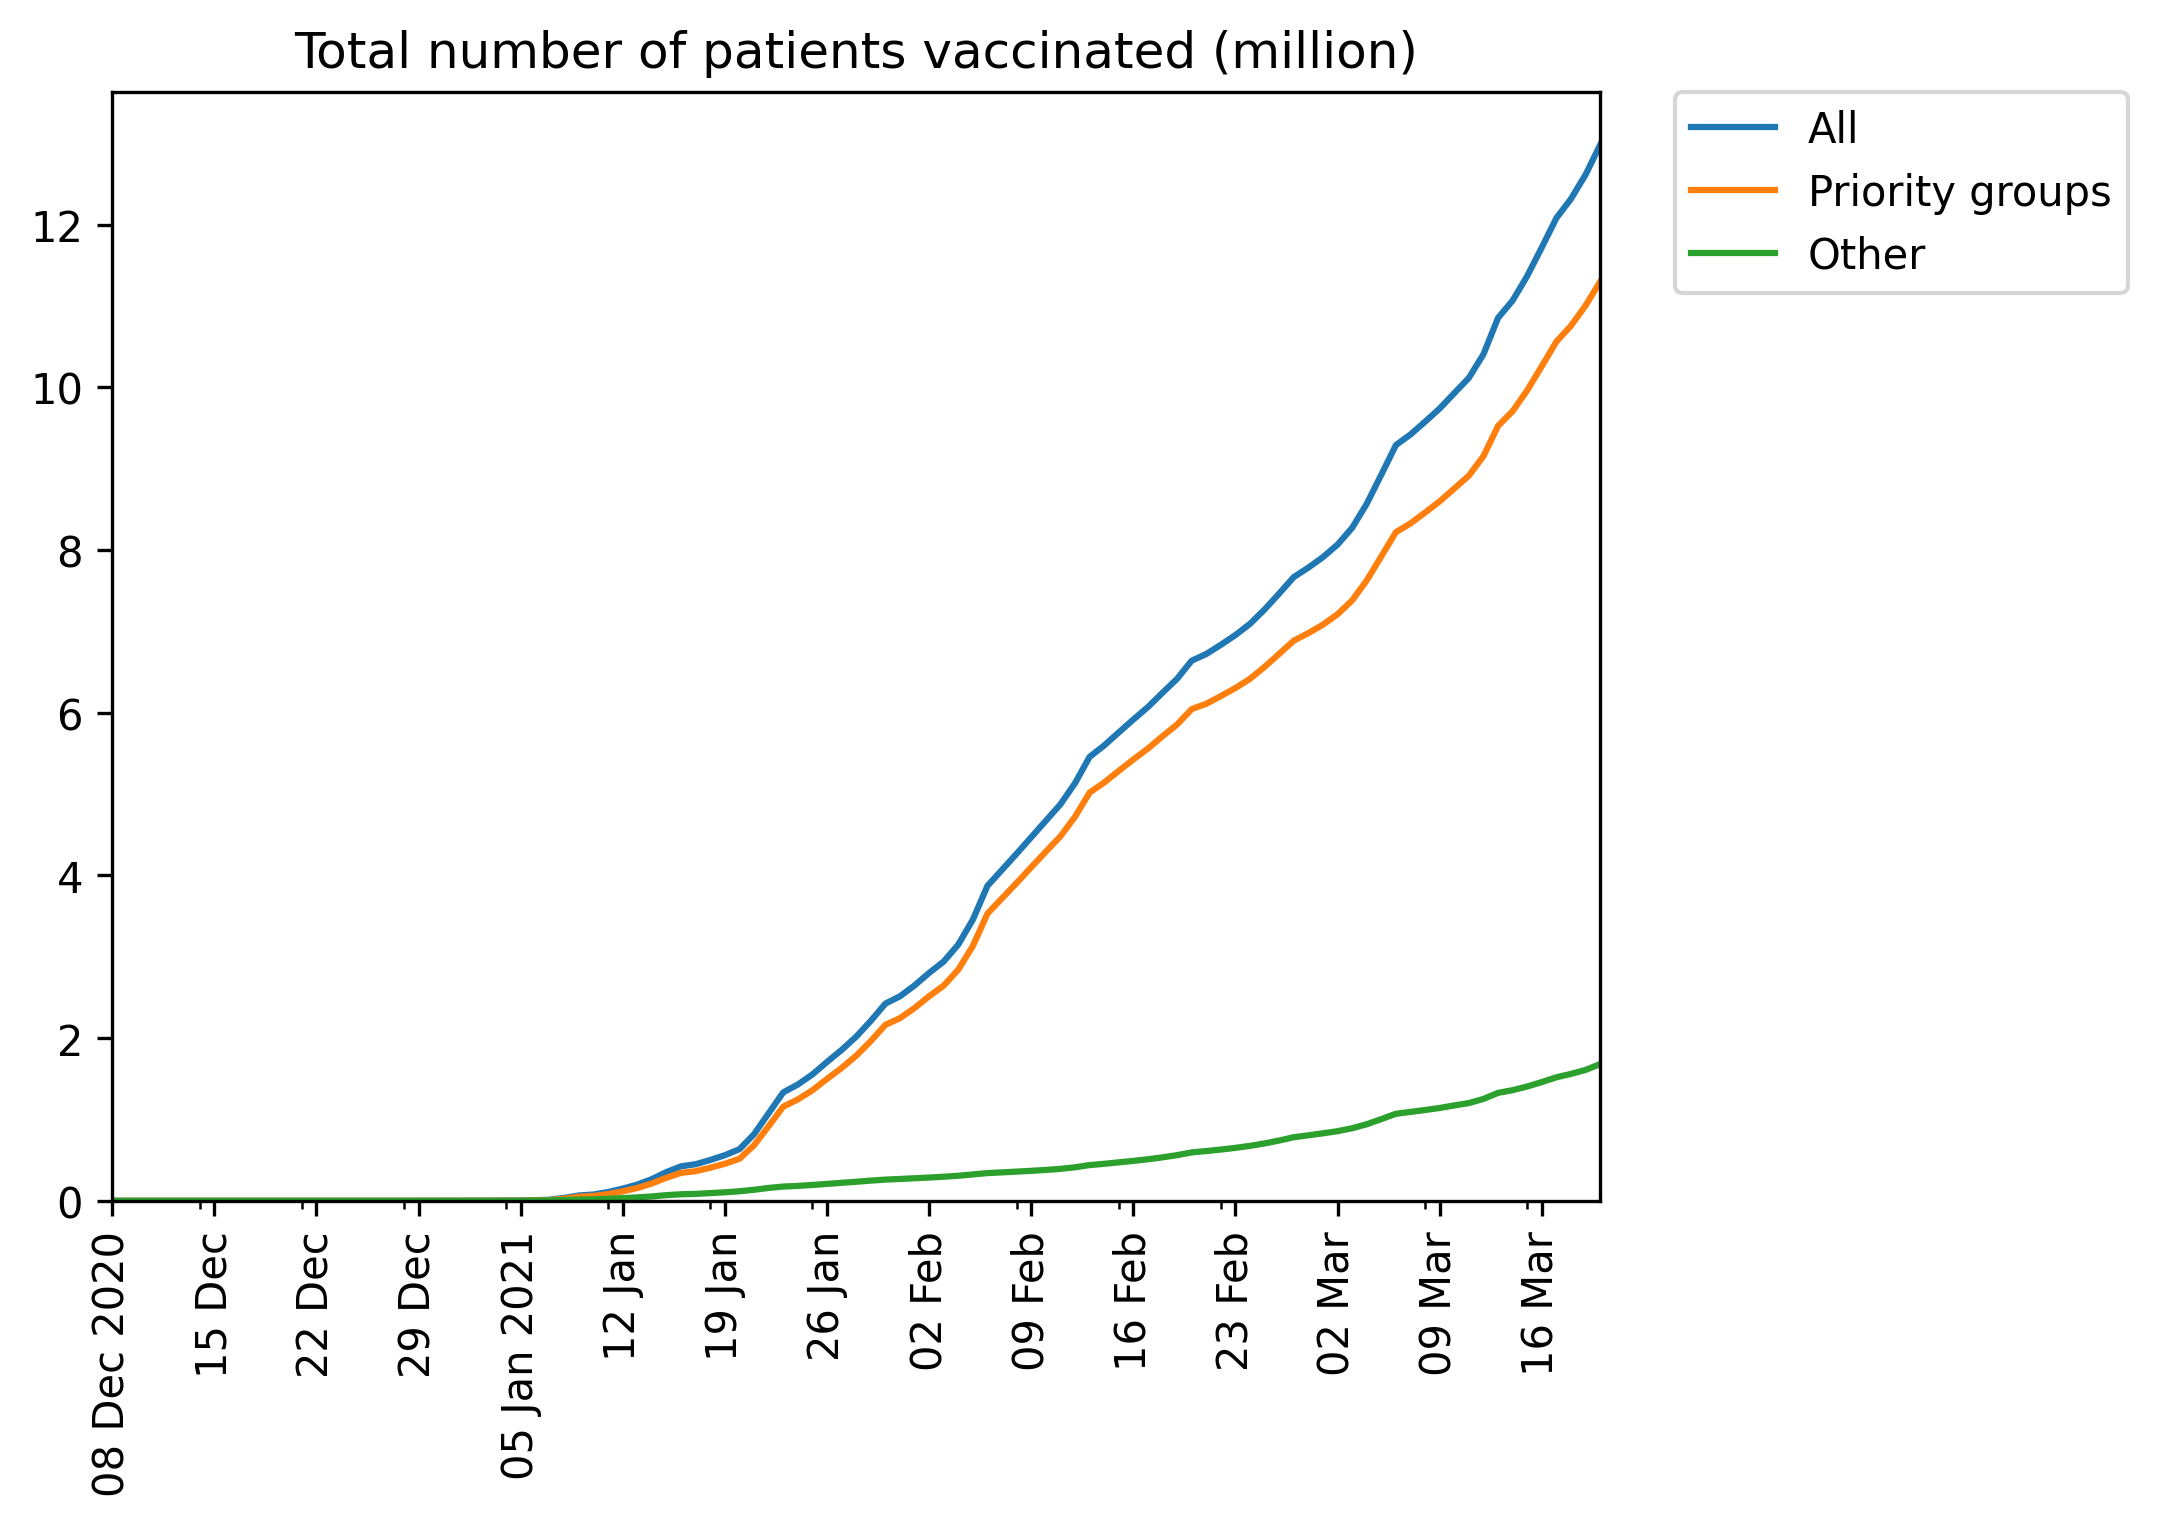 Total number of patients vaccinated (million)
All
Priority groups
Other
12
10
8
6
4
2
0
08 Dec 2020
15 Dec
22 Dec
29 Dec
05 Jan 2021
12 Jan
19 Jan
26 Jan
02 Feb
09 Feb
16 Feb
23 Feb
02 Mar
09 Mar
16 Mar